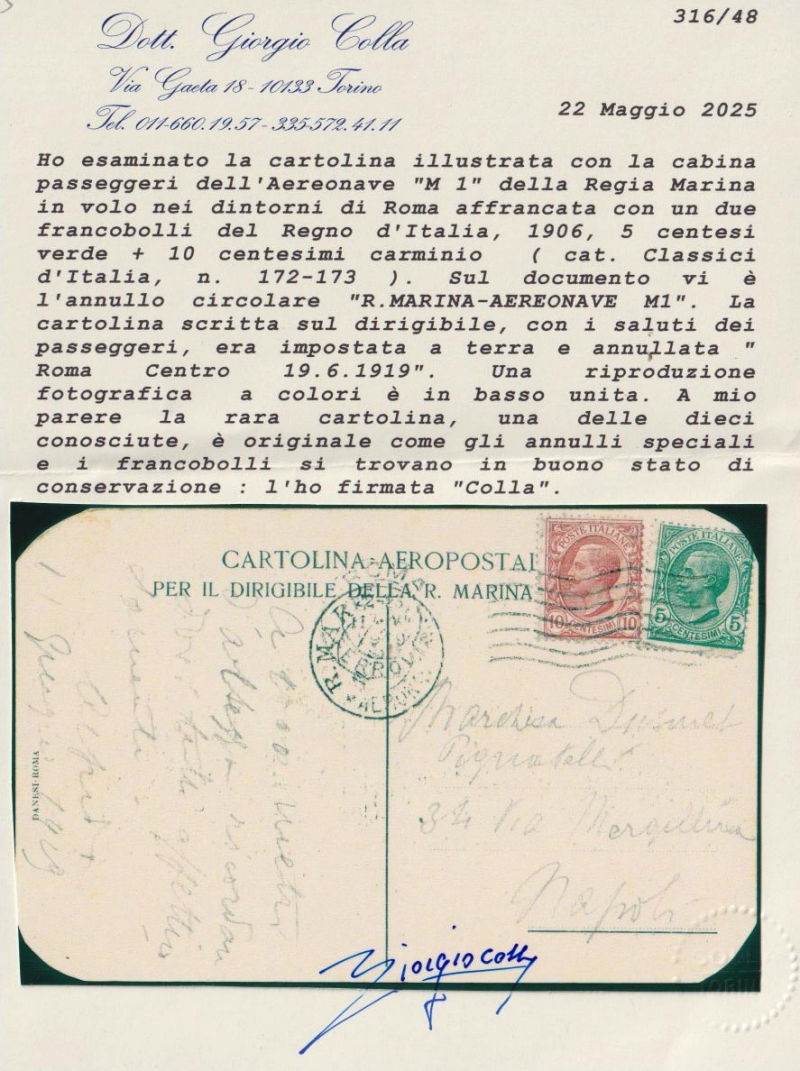 316/48
Dott. Giorgio Colla
Via Gaeta 18 - 10133 Torino
Tel. 011-660.19.57 - 335-572.41.11
22 Maggio 2025
Ho esaminato la cartolina illustrata con la cabina
passeggeri dell'Aereonave "M 1" della Regia Marina
in volo nei dintorni di Roma affrancata con un due
francobolli del Regno d'Italia, 1906, 5 centesi
verde + 10 centesimi carminio ( cat. Classici
d'Italia, n. 172-173 ). Sul documento vi è
l'annullo circolare "R.MARINA-AEREONAVE M1". La
cartolina scritta sul dirigibile, con i saluti dei
passeggeri, era impostata a terra e annullata "
Roma Centro 19.6.1919". Una riproduzione
fotografica a colori è in basso unita. A mio
parere la rara cartolina, una delle dieci
conosciute, è originale come gli annulli speciali
e i francobolli si trovano in buono stato di
conservazione : l'ho firmata "Colla".
CARTOLINA AEROPOSTAL
PER IL DIRIGIBILE DELLA R. MARINA
POSTE ITALIANE
10 CENTESIMI 10
POSTE ITALIANE
5 CENTESIMI 5
R. MAR
Marchesa Dusmet
Pignatelli
34 Via Mergellina
Napoli
DANESI-ROMA
Giorgio Colla